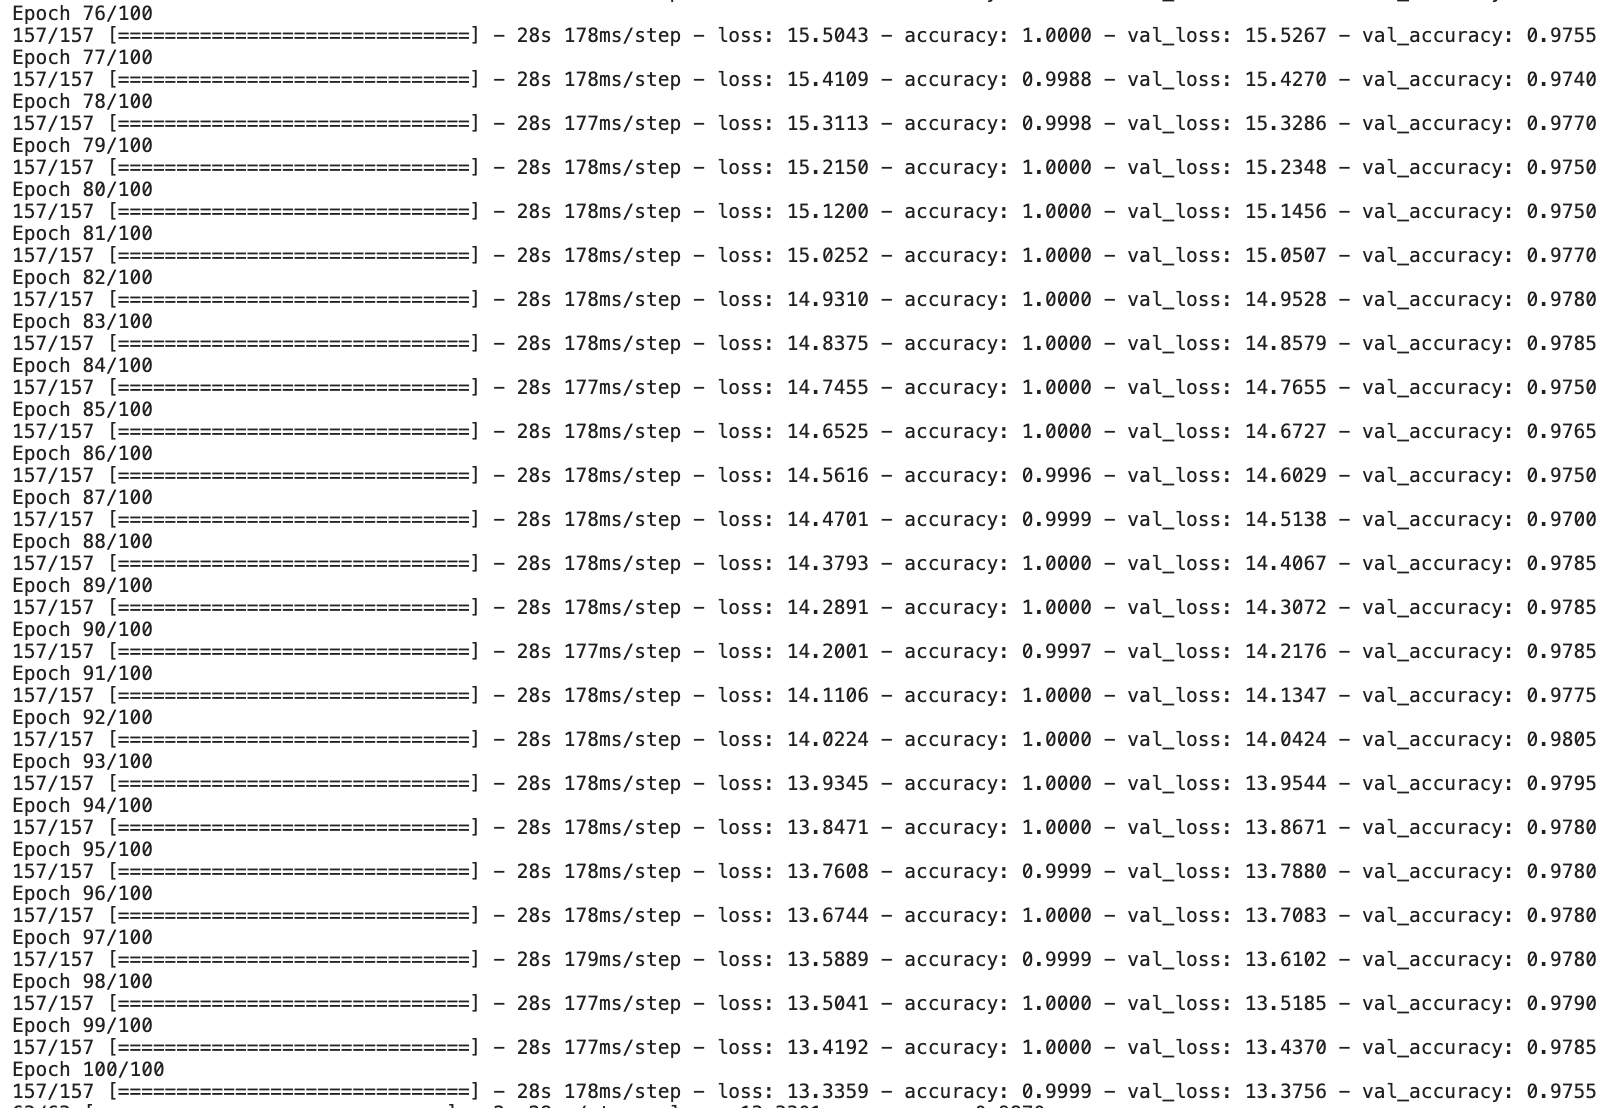 Epoch 76/100
157/157 [==============================] - 28s 178ms/step - loss: 15.5043 - accuracy: 1.0000 - val_loss: 15.5267 - val_accuracy: 0.9755
Epoch 77/100
157/157 [==============================] - 28s 178ms/step - loss: 15.4109 - accuracy: 0.9988 - val_loss: 15.4270 - val_accuracy: 0.9740
Epoch 78/100
157/157 [==============================] - 28s 177ms/step - loss: 15.3113 - accuracy: 0.9998 - val_loss: 15.3286 - val_accuracy: 0.9770
Epoch 79/100
157/157 [==============================] - 28s 178ms/step - loss: 15.2150 - accuracy: 1.0000 - val_loss: 15.2348 - val_accuracy: 0.9750
Epoch 80/100
157/157 [==============================] - 28s 178ms/step - loss: 15.1200 - accuracy: 1.0000 - val_loss: 15.1456 - val_accuracy: 0.9750
Epoch 81/100
157/157 [==============================] - 28s 178ms/step - loss: 15.0252 - accuracy: 1.0000 - val_loss: 15.0507 - val_accuracy: 0.9770
Epoch 82/100
157/157 [==============================] - 28s 178ms/step - loss: 14.9310 - accuracy: 1.0000 - val_loss: 14.9528 - val_accuracy: 0.9780
Epoch 83/100
157/157 [==============================] - 28s 178ms/step - loss: 14.8375 - accuracy: 1.0000 - val_loss: 14.8579 - val_accuracy: 0.9785
Epoch 84/100
157/157 [==============================] - 28s 177ms/step - loss: 14.7455 - accuracy: 1.0000 - val_loss: 14.7655 - val_accuracy: 0.9750
Epoch 85/100
157/157 [==============================] - 28s 178ms/step - loss: 14.6525 - accuracy: 1.0000 - val_loss: 14.6727 - val_accuracy: 0.9765
Epoch 86/100
157/157 [==============================] - 28s 178ms/step - loss: 14.5616 - accuracy: 0.9996 - val_loss: 14.6029 - val_accuracy: 0.9750
Epoch 87/100
157/157 [==============================] - 28s 178ms/step - loss: 14.4701 - accuracy: 0.9999 - val_loss: 14.5138 - val_accuracy: 0.9700
Epoch 88/100
157/157 [==============================] - 28s 178ms/step - loss: 14.3793 - accuracy: 1.0000 - val_loss: 14.4067 - val_accuracy: 0.9785
Epoch 89/100
157/157 [==============================] - 28s 178ms/step - loss: 14.2891 - accuracy: 1.0000 - val_loss: 14.3072 - val_accuracy: 0.9785
Epoch 90/100
157/157 [==============================] - 28s 177ms/step - loss: 14.2001 - accuracy: 0.9997 - val_loss: 14.2176 - val_accuracy: 0.9785
Epoch 91/100
157/157 [==============================] - 28s 178ms/step - loss: 14.1106 - accuracy: 1.0000 - val_loss: 14.1347 - val_accuracy: 0.9775
Epoch 92/100
157/157 [==============================] - 28s 178ms/step - loss: 14.0224 - accuracy: 1.0000 - val_loss: 14.0424 - val_accuracy: 0.9805
Epoch 93/100
157/157 [==============================] - 28s 178ms/step - loss: 13.9345 - accuracy: 1.0000 - val_loss: 13.9544 - val_accuracy: 0.9795
Epoch 94/100
157/157 [==============================] - 28s 178ms/step - loss: 13.8471 - accuracy: 1.0000 - val_loss: 13.8671 - val_accuracy: 0.9780
Epoch 95/100
157/157 [==============================] - 28s 178ms/step - loss: 13.7608 - accuracy: 0.9999 - val_loss: 13.7880 - val_accuracy: 0.9780
Epoch 96/100
157/157 [==============================] - 28s 178ms/step - loss: 13.6744 - accuracy: 1.0000 - val_loss: 13.7083 - val_accuracy: 0.9780
Epoch 97/100
157/157 [==============================] - 28s 179ms/step - loss: 13.5889 - accuracy: 0.9999 - val_loss: 13.6102 - val_accuracy: 0.9780
Epoch 98/100
157/157 [==============================] - 28s 177ms/step - loss: 13.5041 - accuracy: 1.0000 - val_loss: 13.5185 - val_accuracy: 0.9790
Epoch 99/100
157/157 [==============================] - 28s 177ms/step - loss: 13.4192 - accuracy: 1.0000 - val_loss: 13.4370 - val_accuracy: 0.9785
Epoch 100/100
157/157 [==============================] - 28s 178ms/step - loss: 13.3359 - accuracy: 0.9999 - val_loss: 13.3756 - val_accuracy: 0.9755